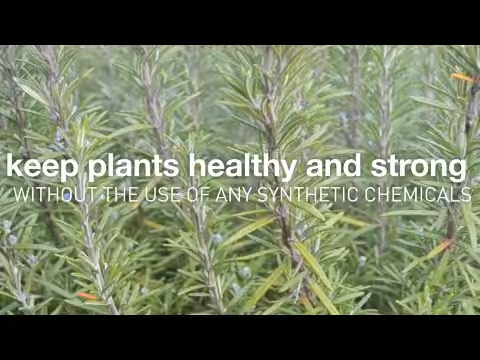 keep plants healthy and strong
WITHOUT THE USE OF ANY SYNTHETIC CHEMICALS